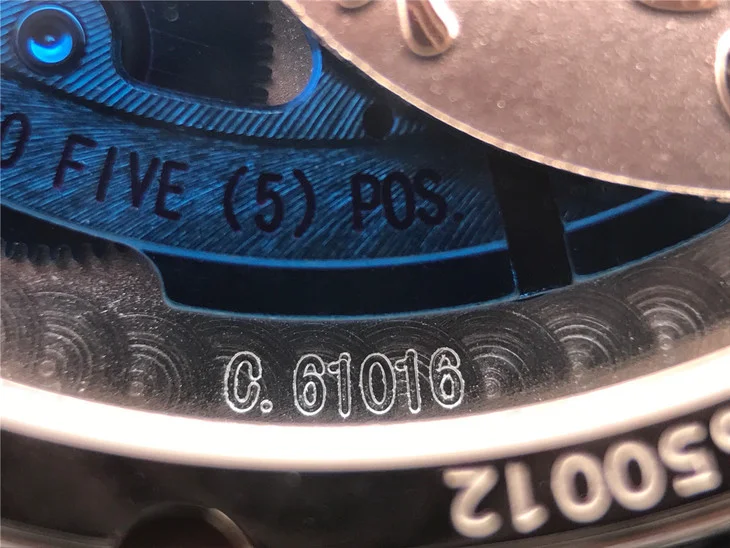 O FIVE (5) POS.
C. 61016
50012